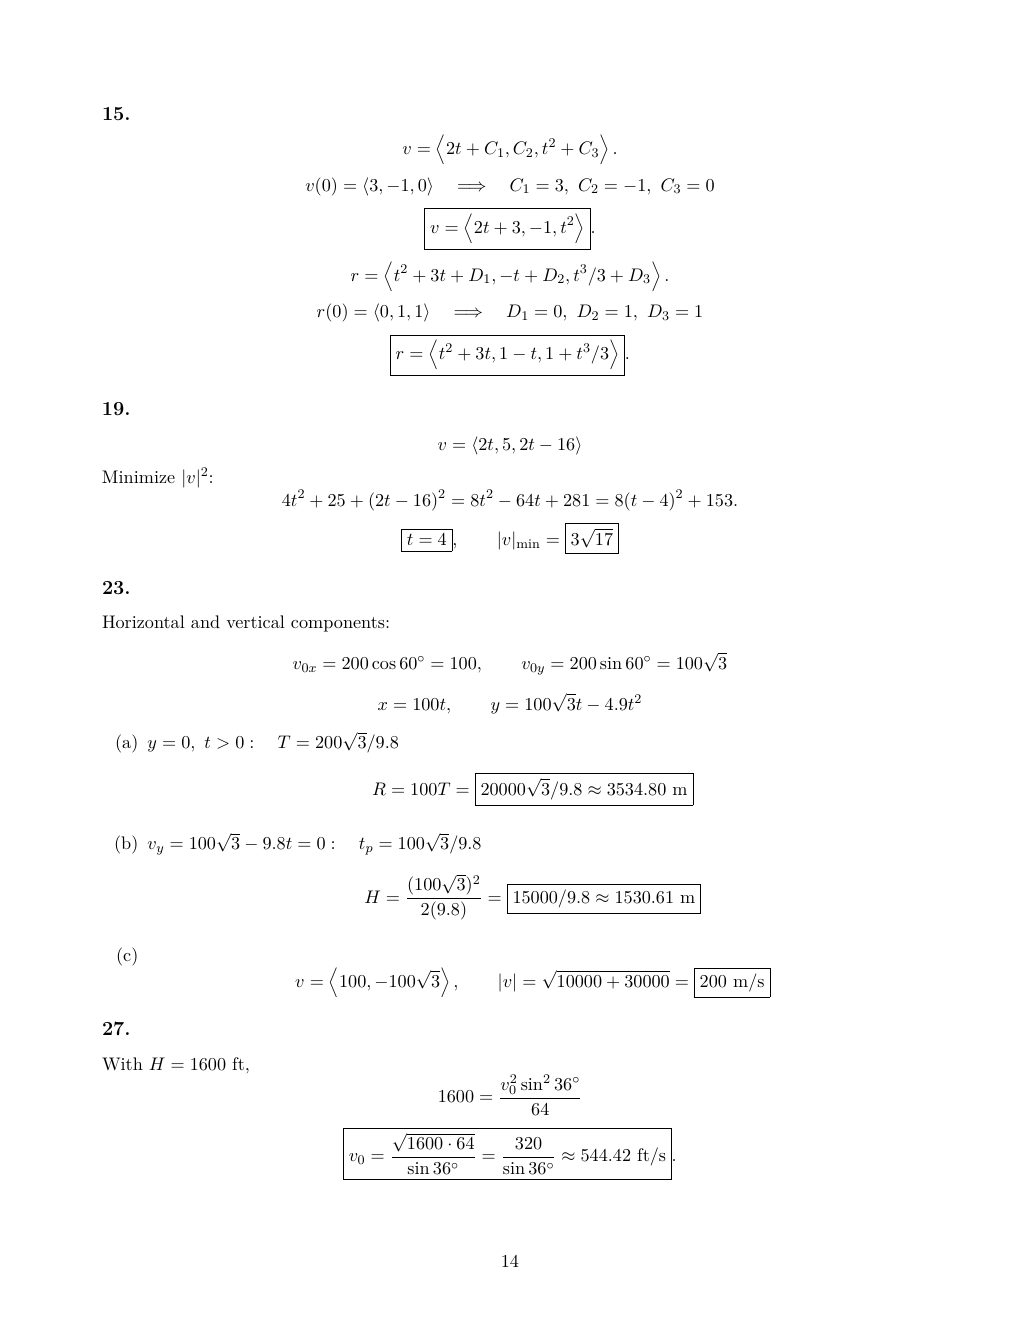 15.
v = ⟨2t + C₁, C₂, t² + C₃⟩.
v(0) = ⟨3, −1, 0⟩ ⟹ C₁ = 3, C₂ = −1, C₃ = 0
v = ⟨2t + 3, −1, t²⟩.
r = ⟨t² + 3t + D₁, −t + D₂, t³/3 + D₃⟩.
r(0) = ⟨0, 1, 1⟩ ⟹ D₁ = 0, D₂ = 1, D₃ = 1
r = ⟨t² + 3t, 1 − t, 1 + t³/3⟩.
19.
v = ⟨2t, 5, 2t − 16⟩
Minimize |v|²:
4t² + 25 + (2t − 16)² = 8t² − 64t + 281 = 8(t − 4)² + 153.
t = 4, |v|_min = 3√17
23.
Horizontal and vertical components:
v₀ₓ = 200 cos 60° = 100, v_{0y} = 200 sin 60° = 100√3
x = 100t, y = 100√3t − 4.9t²
(a) y = 0, t > 0 : T = 200√3/9.8
R = 100T = 20000√3/9.8 ≈ 3534.80 m
(b) v_y = 100√3 − 9.8t = 0 : t_p = 100√3/9.8
H = (100√3)²/2(9.8) = 15000/9.8 ≈ 1530.61 m
(c)
v = ⟨100, −100√3⟩, |v| = √(10000 + 30000) = 200 m/s
27.
With H = 1600 ft,
1600 = v₀² sin² 36°/64
v₀ = √(1600 · 64)/sin 36° = 320/sin 36° ≈ 544.42 ft/s.
14